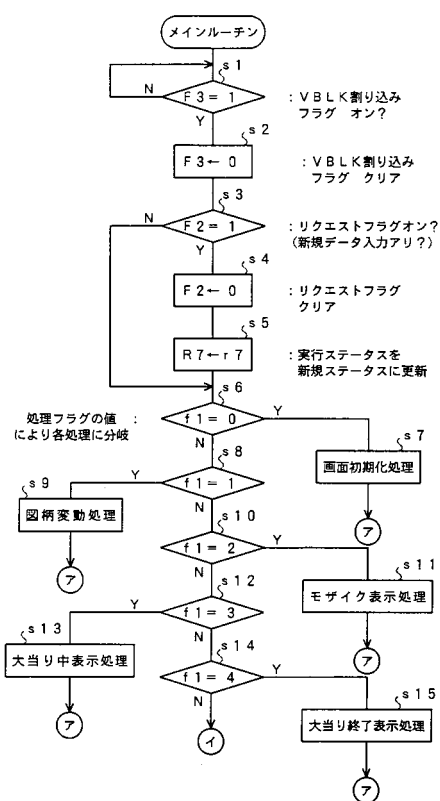 メインルーチン
s1
N
F3=1
:VBLK割り込み
フラグ オン?
Y
s2
F3←0
:VBLK割り込み
フラグ クリア
s3
N
F2=1
:リクエストフラグオン?
(新規データ入力アリ?)
Y
s4
F2←0
:リクエストフラグ
クリア
s5
R7←r7
:実行ステータスを
新規ステータスに更新
s6
処理フラグの値 :
により各処理に分岐
f1=0
Y
N
s7
画面初期化処理
ア
s8
Y
f1=1
N
s9
図柄変動処理
ア
s10
f1=2
Y
N
s11
モザイク表示処理
ア
s12
Y
f1=3
N
s13
大当り中表示処理
ア
s14
f1=4
Y
N
s15
大当り終了表示処理
イ
ア